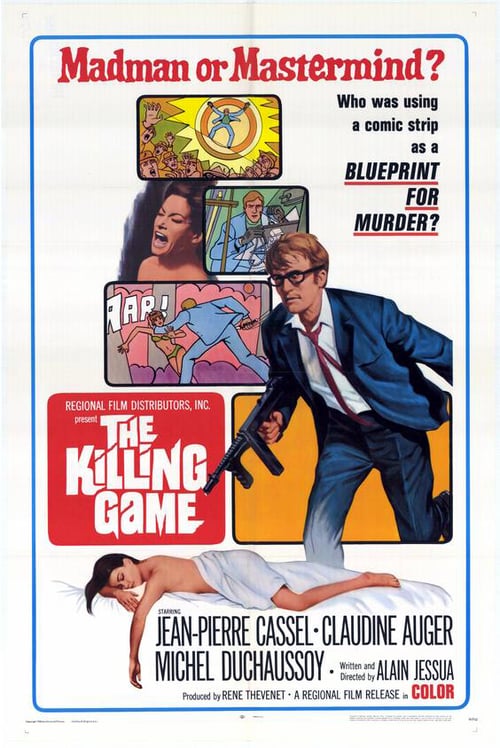 Madman or Mastermind?
Who was using
a comic strip
as a
BLUEPRINT
FOR
MURDER?
AAR!
REGIONAL FILM DISTRIBUTORS, INC.
present
THE
KILLING
GAME
STARRING
JEAN-PIERRE CASSEL · CLAUDINE AUGER
MICHEL DUCHAUSSOY · Written and
Directed by ALAIN JESSUA
Produced by RENE THEVENET · A REGIONAL FILM RELEASE in COLOR